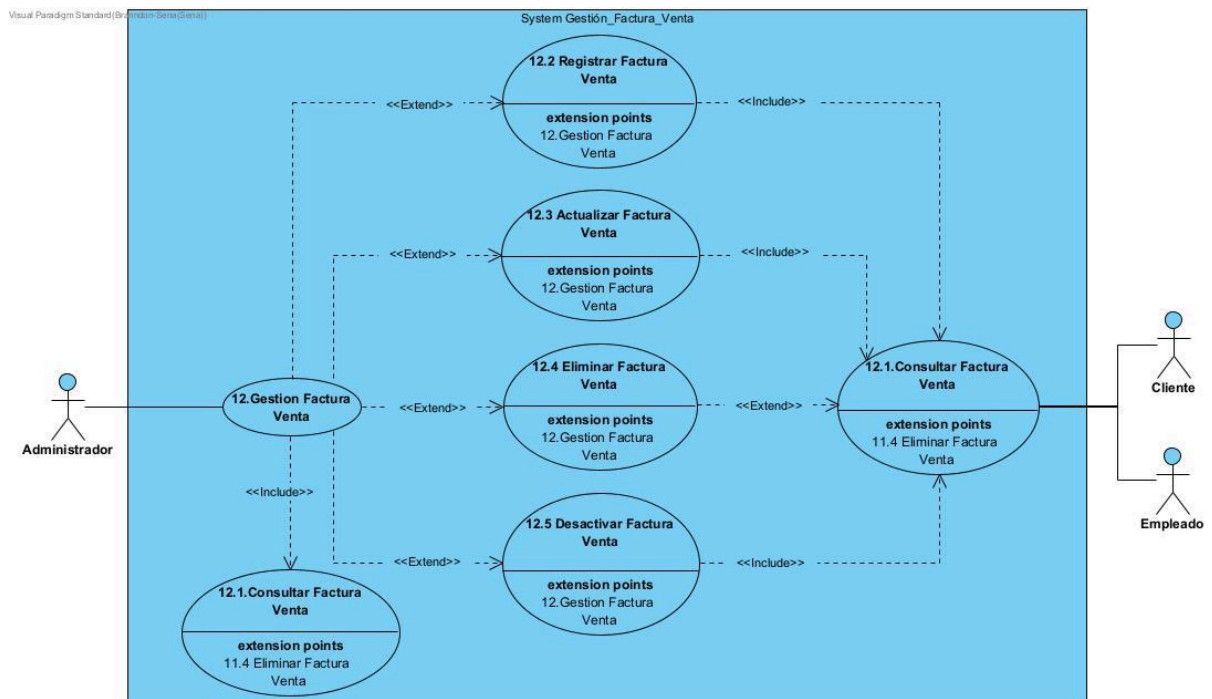 Visual Paradigm Standard(Branndon-Sena(Sena))
System Gestión_Factura_Venta
12.2 Registrar Factura
Venta
extension points
12.Gestion Factura
Venta
<<Extend>>
<<Include>>
12.3 Actualizar Factura
Venta
extension points
12.Gestion Factura
Venta
<<Extend>>
<<Include>>
12.4 Eliminar Factura
Venta
extension points
12.Gestion Factura
Venta
<<Extend>>
<<Extend>>
12.Gestion Factura
Venta
Administrador
12.1.Consultar Factura
Venta
extension points
11.4 Eliminar Factura
Venta
Cliente
Empleado
<<Include>>
12.5 Desactivar Factura
Venta
extension points
12.Gestion Factura
Venta
<<Extend>>
<<Include>>
12.1.Consultar Factura
Venta
extension points
11.4 Eliminar Factura
Venta